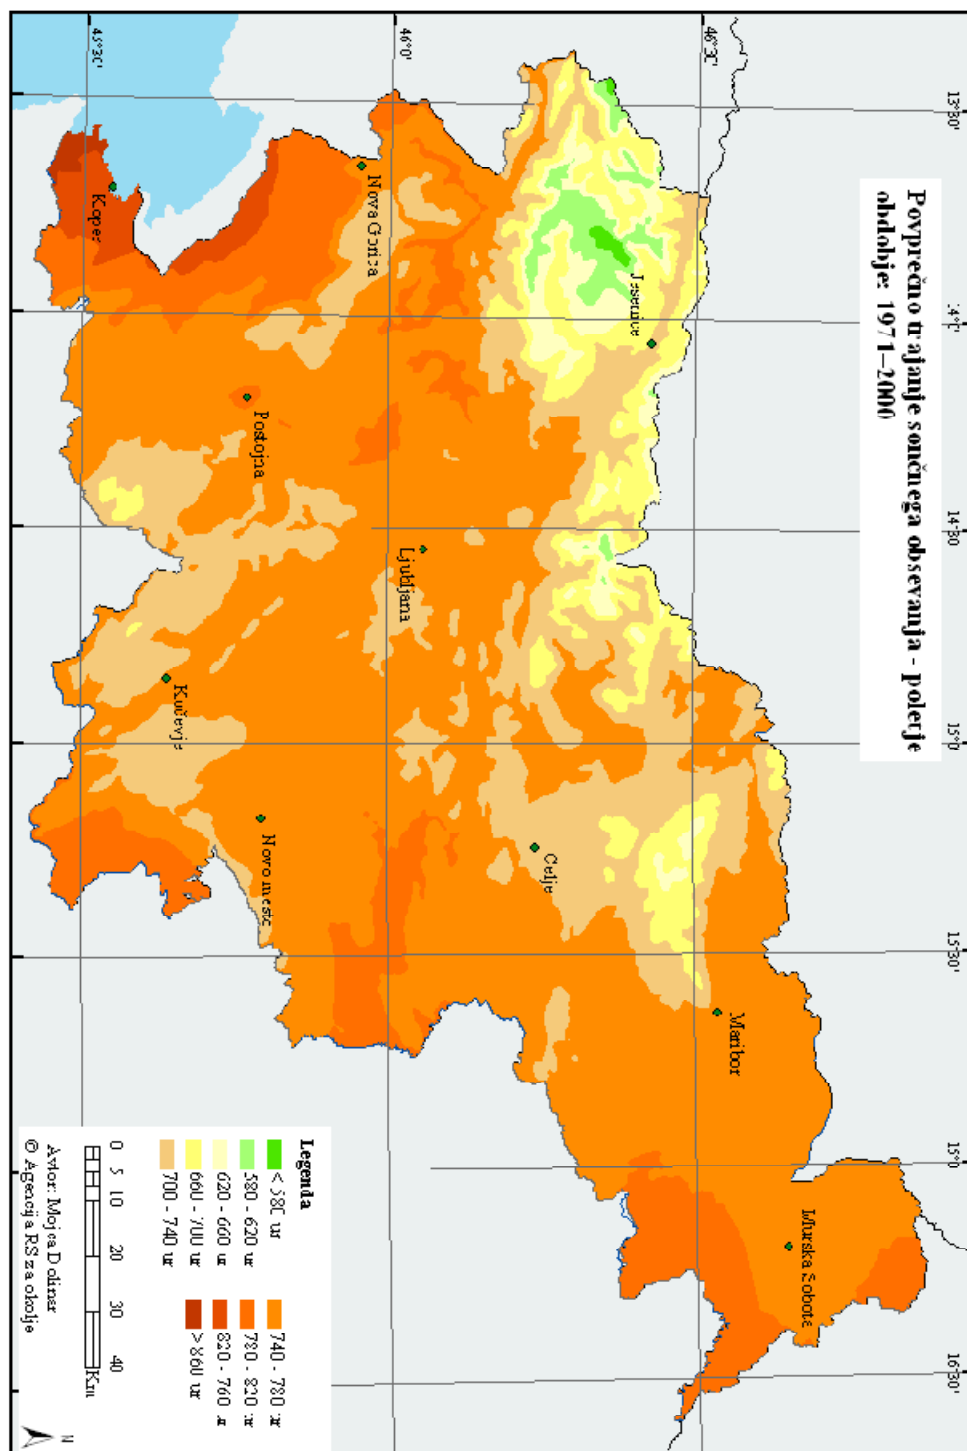 Povprečno trajanje sončnega obsevanja - poletje
obdobje: 1971–2000
13°30'
14°0'
14°30'
15°0'
15°30'
15°0'
16°30'
46°30'
46°0'
45°30'
Jesenice
Murska Sobota
Maribor
Celje
Nova Gorica
Ljubljana
Postojna
Novo mesto
Kočevje
Koper
Legenda
< 580 ur
580 - 620 ur
620 - 660 ur
660 - 700 ur
700 - 740 ur
740 - 780 ur
780 - 820 ur
820 - 760 ur
> 860 ur
0 5 10 20 30 40
Km
Avtor: Mojca Dolinar
© Agencija RS za okolje
N